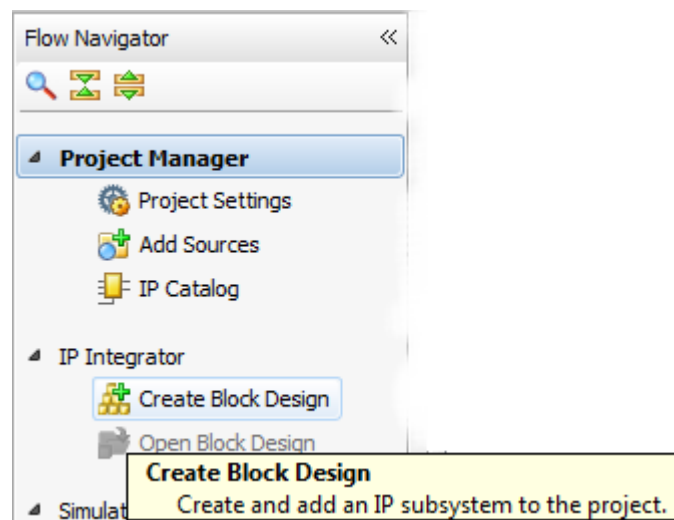 Flow Navigator
Project Manager
Project Settings
Add Sources
IP Catalog
IP Integrator
Create Block Design
Open Block Design
Create Block Design
Create and add an IP subsystem to the project.
Simulat